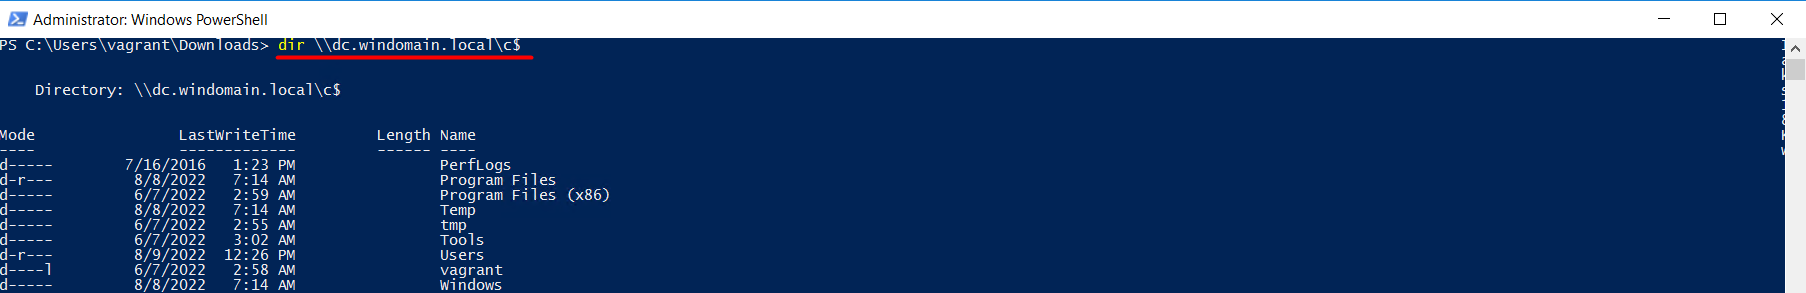 Administrator: Windows PowerShell
PS C:\Users\vagrant\Downloads> dir \\dc.windomain.local\c$
    Directory: \\dc.windomain.local\c$
Mode                LastWriteTime         Length Name
----                -------------         ------ ----
d-----        7/16/2016   1:23 PM                PerfLogs
d-r---         8/8/2022   7:14 AM                Program Files
d-----         6/7/2022   2:59 AM                Program Files (x86)
d-----         8/8/2022   7:14 AM                Temp
d-----         6/7/2022   2:55 AM                tmp
d-----         6/7/2022   3:02 AM                Tools
d-r---         8/9/2022  12:26 PM                Users
d----l         6/7/2022   2:58 AM                vagrant
d-----         8/8/2022   7:14 AM                Windows